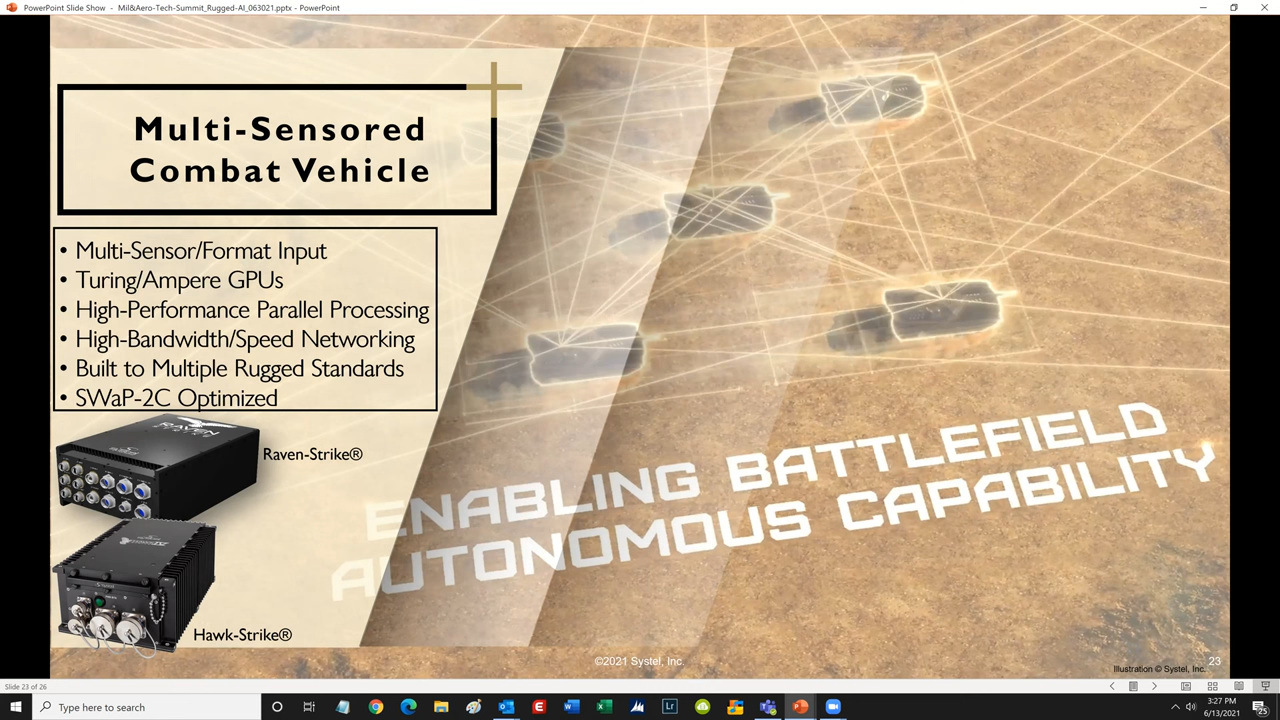 PowerPoint Slide Show - Mil&Aero-Tech-Summit_Rugged-AI_063021.pptx - PowerPoint
Multi-Sensored
Combat Vehicle
• Multi-Sensor/Format Input
• Turing/Ampere GPUs
• High-Performance Parallel Processing
• High-Bandwidth/Speed Networking
• Built to Multiple Rugged Standards
• SWaP-2C Optimized
RAVEN
STRIKE
Raven-Strike®
Hawk-Strike®
ENABLING BATTLEFIELD
AUTONOMOUS CAPABILITY
©2021 Systel, Inc.
23
Illustration © Systel, Inc.
Slide 23 of 26
Type here to search
3:27 PM
6/13/2021